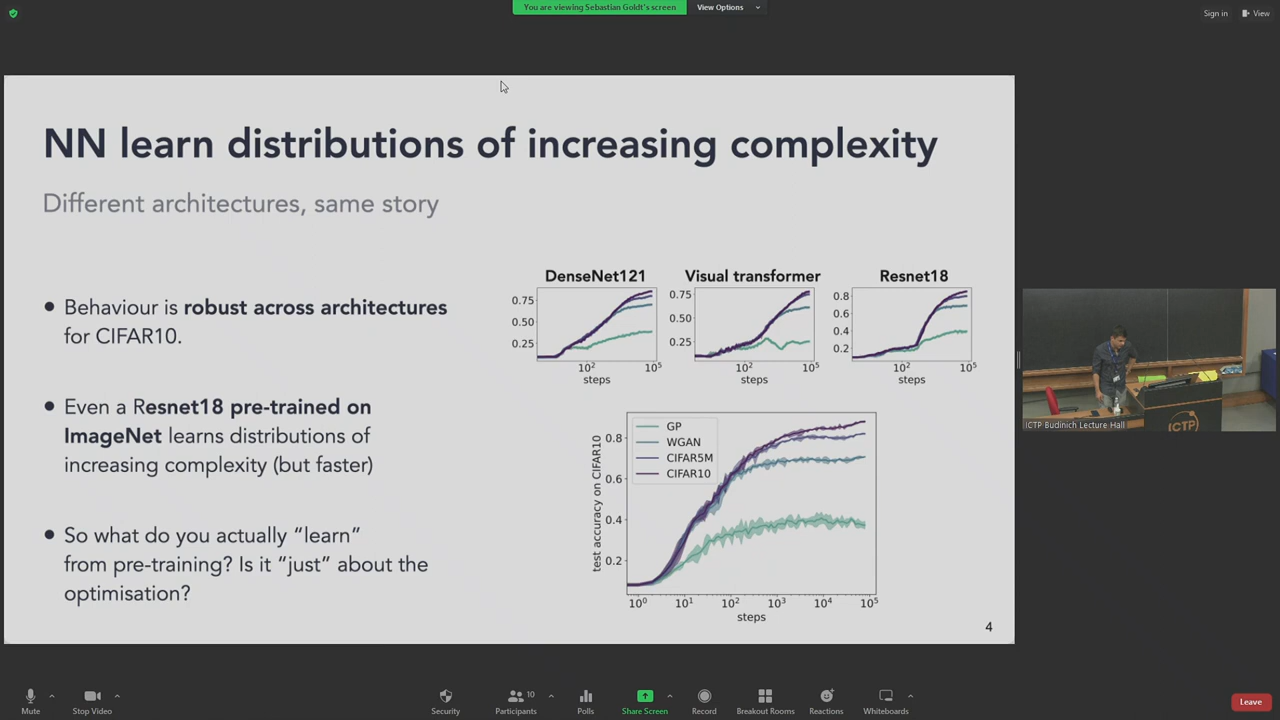 You are viewing Sebastian Goldt's screen
View Options
Sign in
View
NN learn distributions of increasing complexity
Different architectures, same story
• Behaviour is robust across architectures
for CIFAR10.
• Even a Resnet18 pre-trained on
ImageNet learns distributions of
increasing complexity (but faster)
• So what do you actually “learn”
from pre-training? Is it “just” about the
optimisation?
DenseNet121
0.75
0.50
0.25
10²
10⁵
steps
Visual transformer
0.75
0.50
0.25
10²
10⁵
steps
Resnet18
0.8
0.6
0.4
0.2
10²
10⁵
steps
test accuracy on CIFAR10
0.8
0.6
0.4
0.2
GP
WGAN
CIFAR5M
CIFAR10
10⁰
10¹
10²
10³
10⁴
10⁵
steps
4
ICTP
ICTP Budinich Lecture Hall
Mute
Stop Video
Security
Participants
10
Polls
Share Screen
Record
Breakout Rooms
Reactions
Whiteboards
Leave